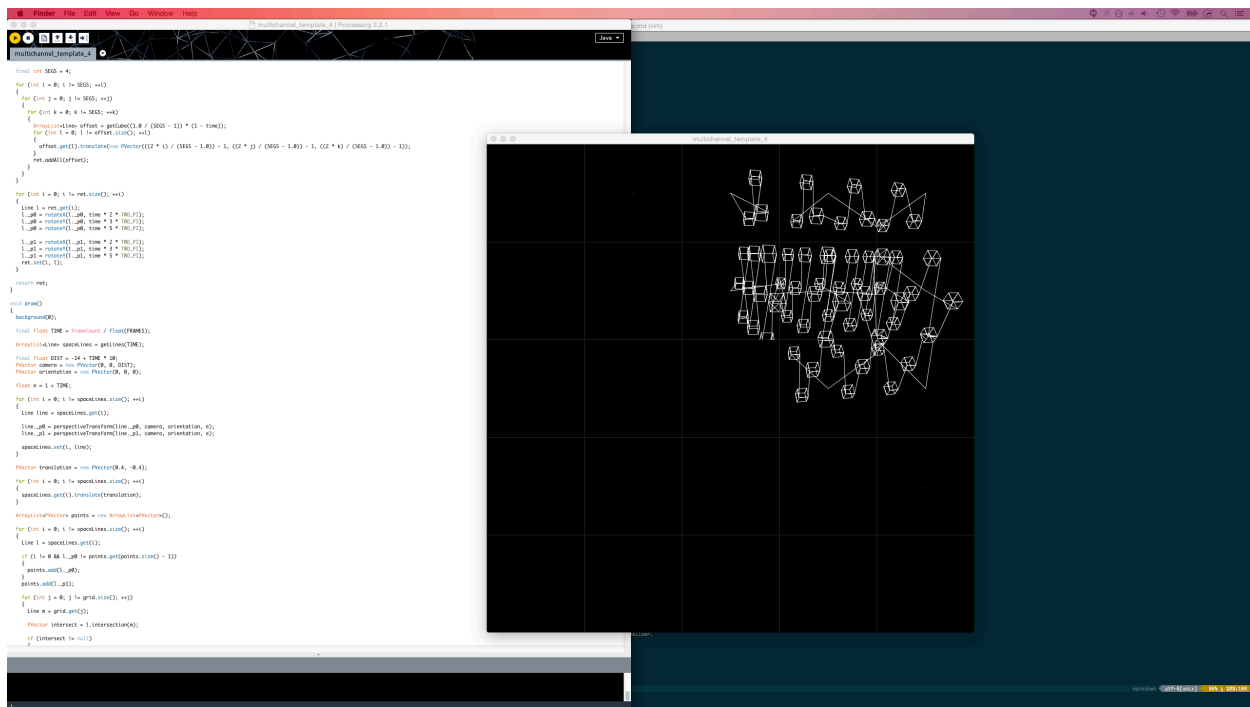 Finder File Edit View Go Window Help
multichannel_template_4 | Processing 2.2.1
e.md (vim)
Java
multichannel_template_4
final int SEGS = 4;
for (int i = 0; i != SEGS; ++i)
{
for (int j = 0; j != SEGS; ++j)
{
for (int k = 0; k != SEGS; ++k)
{
ArrayList<Line> offset = getCube((1.0 / (SEGS - 1)) * (1 - time));
for (int l = 0; l != offset.size(); ++l)
{
offset.get(l).translate(new PVector(((2 * i) / (SEGS - 1.0)) - 1, ((2 * j) / (SEGS - 1.0)) - 1, ((2 * k) / (SEGS - 1.0)) - 1));
}
ret.addAll(offset);
}
}
}
for (int i = 0; i != ret.size(); ++i)
{
Line l = ret.get(i);
l._p0 = rotateX(l._p0, time * 2 * TWO_PI);
l._p0 = rotateY(l._p0, time * 3 * TWO_PI);
l._p0 = rotateY(l._p0, time * 5 * TWO_PI);
l._p1 = rotateX(l._p1, time * 2 * TWO_PI);
l._p1 = rotateY(l._p1, time * 3 * TWO_PI);
l._p1 = rotateY(l._p1, time * 5 * TWO_PI);
ret.set(i, l);
}
return ret;
}
void draw()
{
background(0);
final float TIME = frameCount / float(FRAMES);
ArrayList<Line> spaceLines = getLines(TIME);
final float DIST = -14 + TIME * 10;
PVector camera = new PVector(0, 0, DIST);
PVector orientation = new PVector(0, 0, 0);
float e = 1 + TIME;
for (int i = 0; i != spaceLines.size(); ++i)
{
Line line = spaceLines.get(i);
line._p0 = perspectiveTransform(line._p0, camera, orientation, e);
line._p1 = perspectiveTransform(line._p1, camera, orientation, e);
spaceLines.set(i, line);
}
PVector translation = new PVector(0.4, -0.4);
for (int i = 0; i != spaceLines.size(); ++i)
{
spaceLines.get(i).translate(translation);
}
ArrayList<PVector> points = new ArrayList<PVector>();
for (int i = 0; i != spaceLines.size(); ++i)
{
Line l = spaceLines.get(i);
if (i != 0 && l._p0 != points.get(points.size() - 1))
{
points.add(l._p0);
}
points.add(l._p1);
for (int j = 0; j != grid.size(); ++j)
{
Line m = grid.get(j);
PVector intersect = l.intersection(m);
if (intersect != null)
{
multichannel_template_4
markdown utf-8[unix] 96%